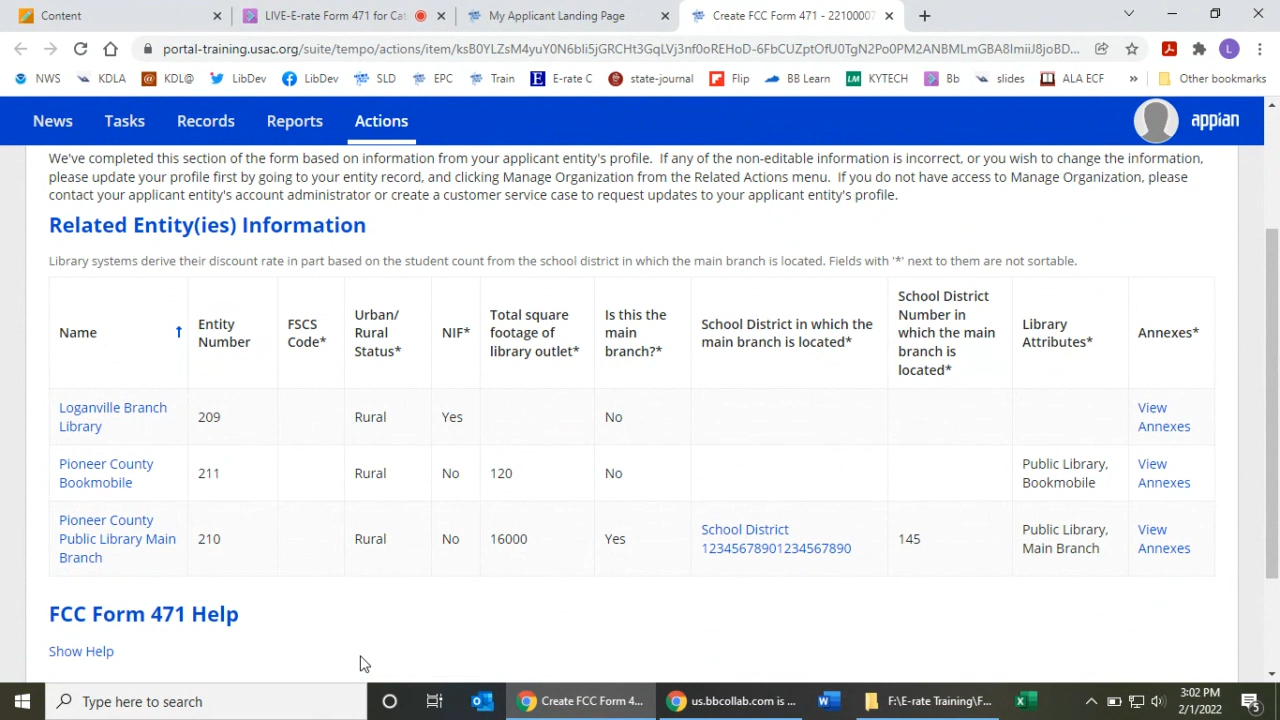 Content
LIVE-E-rate Form 471 for Cat
My Applicant Landing Page
Create FCC Form 471 - 22100007
portal-training.usac.org/suite/tempo/actions/item/
NWS
KDLA
KDL@
LibDev
LibDev
SLD
EPC
Train
E-rate C
state-journal
Flip
BB Learn
KYTECH
Bb
slides
ALA ECF
»
Other bookmarks
News
Tasks
Records
Reports
Actions
appian
We've completed this section of the form based on information from your applicant entity's profile. If any of the non-editable information is incorrect, or you wish to change the information,
please update your profile first by going to your entity record, and clicking Manage Organization from the Related Actions menu. If you do not have access to Manage Organization, please
contact your applicant entity's account administrator or create a customer service case to request updates to your applicant entity's profile.
Related Entity(ies) Information
Library systems derive their discount rate in part based on the student count from the school district in which the main branch is located. Fields with '*' next to them are not sortable.
Name
Entity
Number
FSCS
Code*
Urban/
Rural
Status*
NIF*
Total square
footage of
library outlet*
Is this the
main
branch?*
School District in which the
main branch is located*
School District
Number in
which the main
branch is
located*
Library
Attributes*
Annexes*
Loganville Branch
Library
209
Rural
Yes
No
View
Annexes
Pioneer County
Bookmobile
211
Rural
No
120
No
Public Library,
Bookmobile
View
Annexes
Pioneer County
Public Library Main
Branch
210
Rural
No
16000
Yes
School District
12345678901234567890
145
Public Library,
Main Branch
View
Annexes
FCC Form 471 Help
Show Help
Type here to search
Create FCC Form 4...
us.bbcollab.com is ...
F:\E-rate Training\F...
3:02 PM
2/1/2022
5